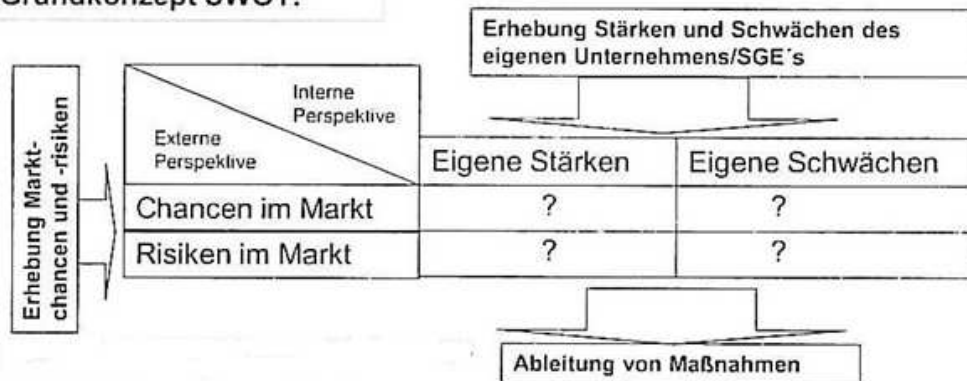 Grundkonzept SWOT:
Erhebung Stärken und Schwächen des
eigenen Unternehmens/SGE´s
Erhebung Markt-
chancen und -risiken
Interne
Perspektive
Externe
Perspektive
Eigene Stärken
Eigene Schwächen
Chancen im Markt
?
?
Risiken im Markt
?
?
Ableitung von Maßnahmen